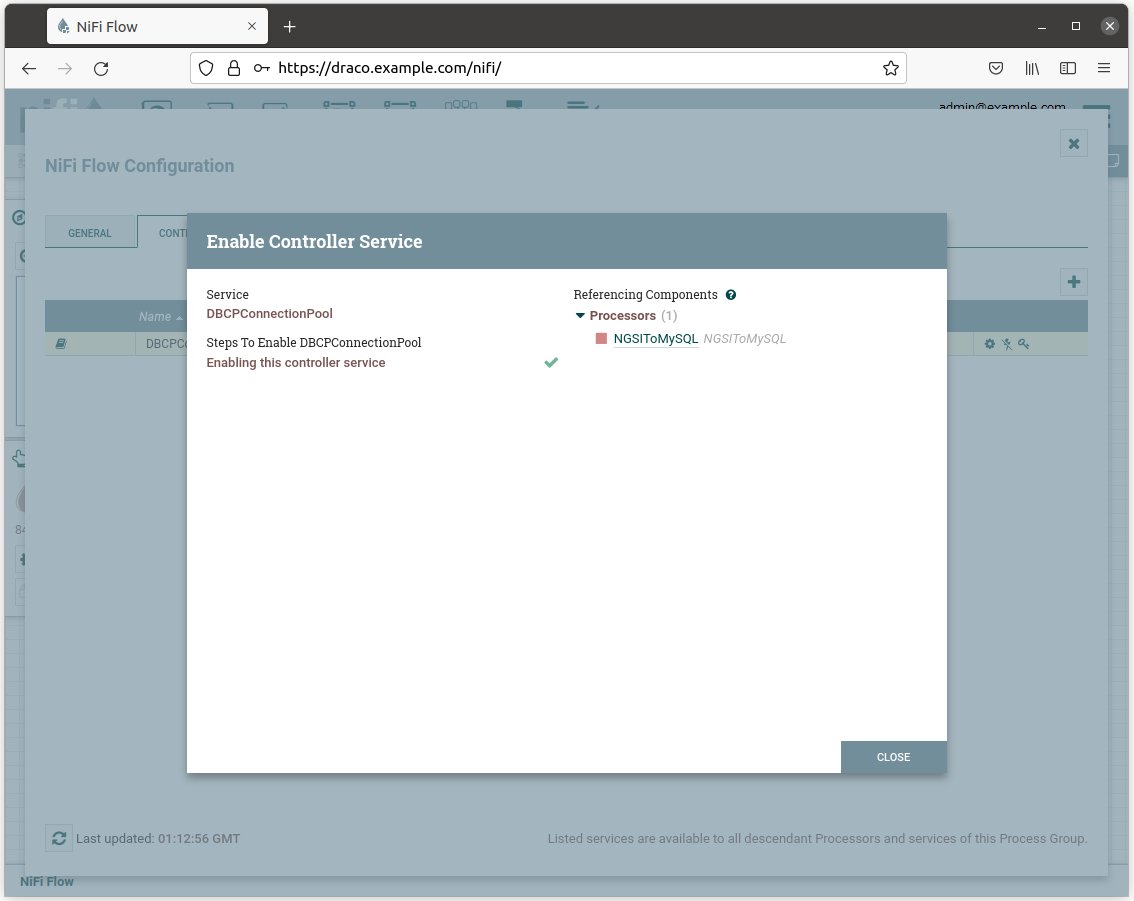 NiFi Flow
https://draco.example.com/nifi/
admin@example.com
NiFi Flow Configuration
GENERAL
Enable Controller Service
Service
DBCPConnectionPool
Steps To Enable DBCPConnectionPool
Enabling this controller service
Referencing Components
Processors (1)
NGSIToMySQL NGSIToMySQL
Name
CLOSE
Last updated: 01:12:56 GMT
Listed services are available to all descendant Processors and services of this Process Group.
NiFi Flow